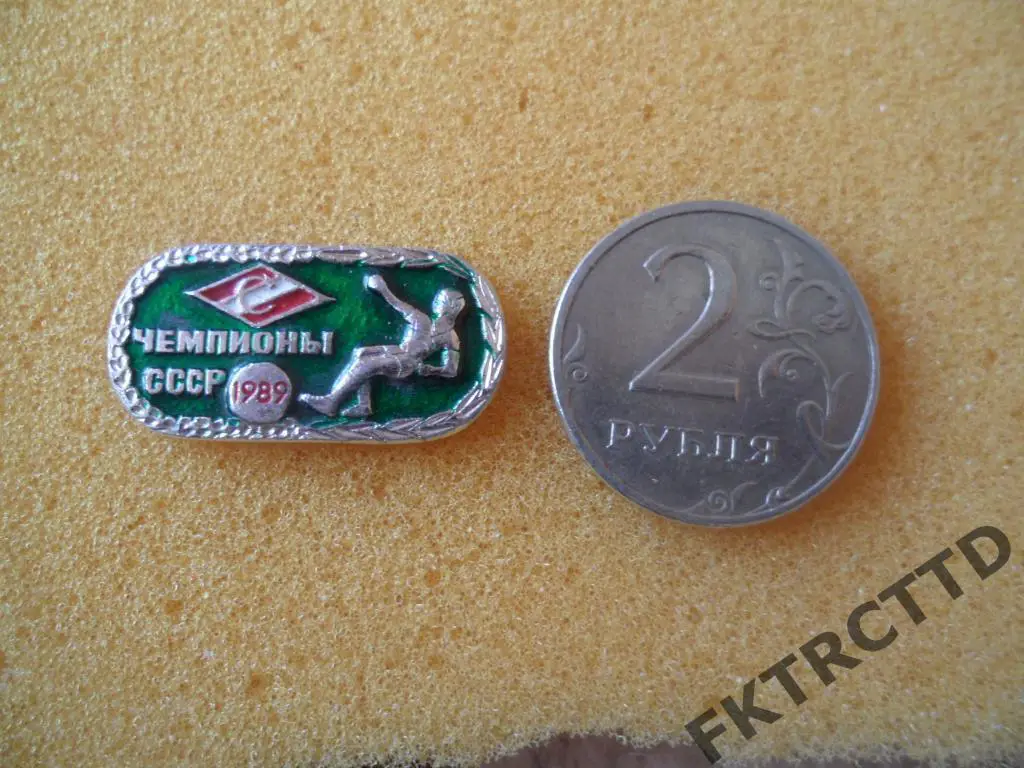 С
ЧЕМПИОНЫ
СССР 1989
2
РУБЛЯ
FKTRCTTD